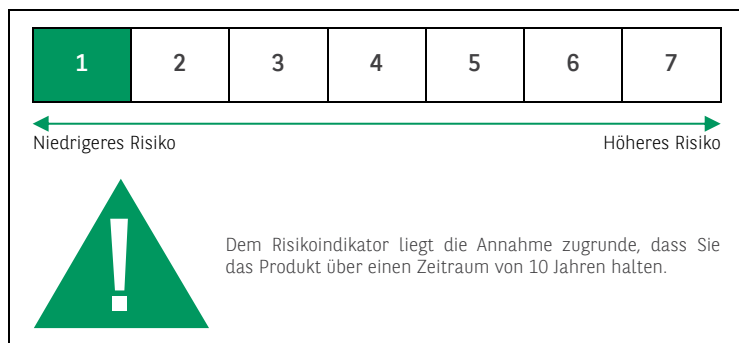 1 2 3 4 5 6 7
Niedrigeres Risiko Höheres Risiko
!
Dem Risikoindikator liegt die Annahme zugrunde, dass Sie
das Produkt über einen Zeitraum von 10 Jahren halten.